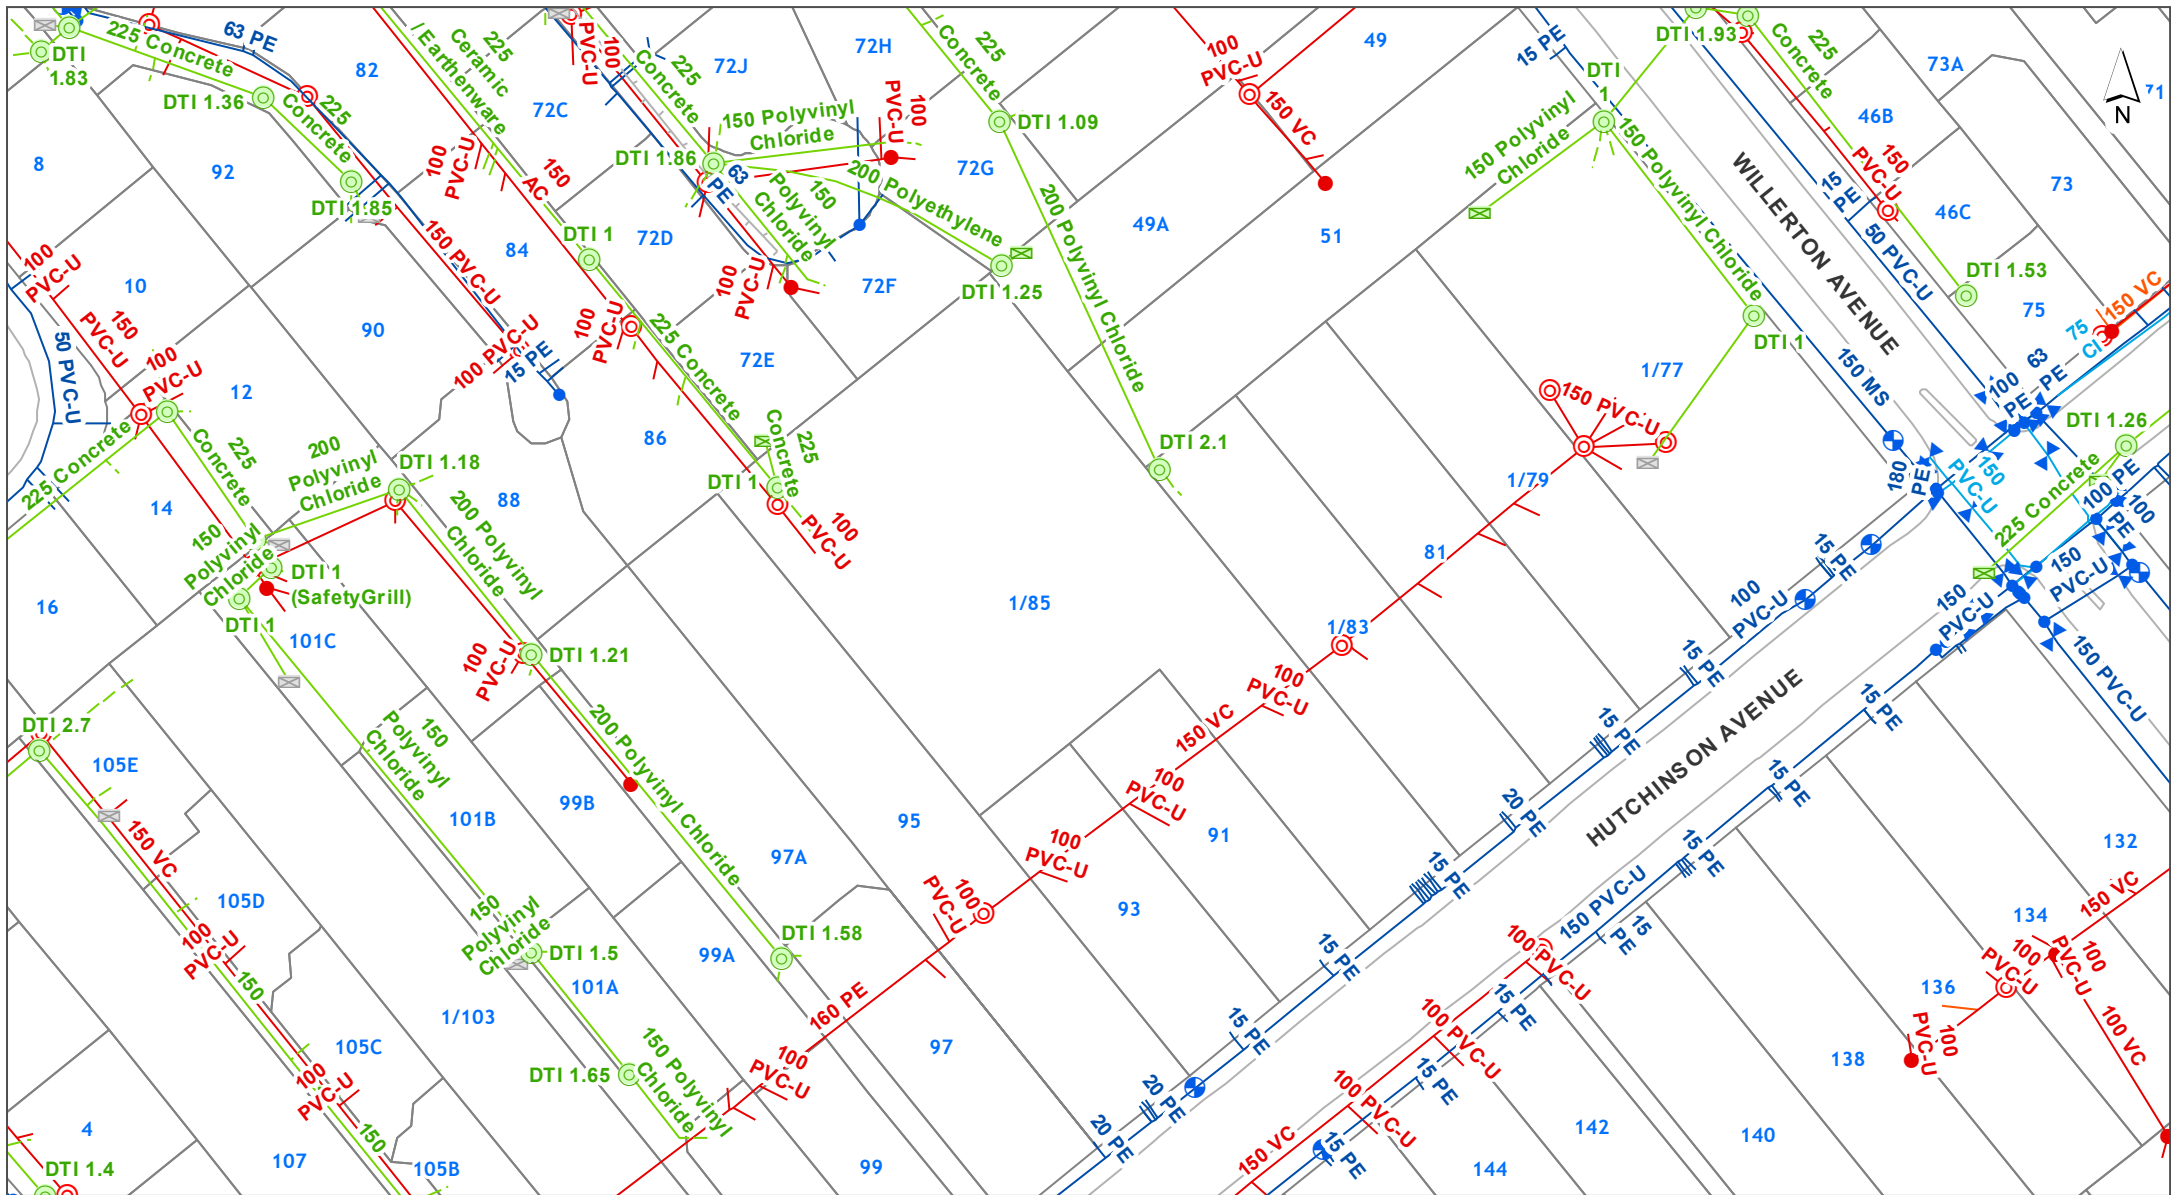 225 Concrete
63 PE
DTI
1.83
DTI 1.36
225
Concrete
82
8
92
DTI 1.85
225
Ceramic
/ Earthenware
100
PVC-U
225
Concrete
72J
72H
72C
150 Polyvinyl
Chloride
100
PVC-U
DTI 1.86
63
PE
150
Polyvinyl
Chloride
200 Polyethylene
72G
225
Concrete
DTI 1.09
49
100
PVC-U
150 VC
15 PE
DTI
1
DTI 1.93
225
Concrete
73A
71
N
46B
150
PVC-U
73
46C
15
PE
50 PVC-U
WILLERTON AVENUE
150 Polyvinyl
Chloride
150 Polyvinyl Chloride
100
PVC-U
150
AC
84
DTI 1
72D
72F
DTI 1.25
200 Polyvinyl Chloride
49A
51
DTI 1.53
75
150 VC
75
CI
63
PE
100
PE
100
PVC-U
10
150 PVC-U
90
150
PVC-U
50 PVC-U
100
PVC-U
12
100 PVC-U
15 PE
100
PVC-U
225 Concrete
100
PVC-U
72E
DTI 1
1/77
150 MS
DTI 1.26
150 PVC-U
225
Concrete
225 Concrete
14
200
Polyvinyl
Chloride
DTI 1.18
88
86
225
Concrete
DTI 1
100
PVC-U
DTI 2.1
1/79
180
PE
150
PVC-U
225 Concrete
100 PE
100
PE
150
Polyvinyl
Chloride
DTI 1
(SafetyGrill)
200 Polyvinyl
Chloride
16
DTI 1
101C
1/85
81
1/83
15 PE
100
PVC-U
150
PVC-U
150
PVC-U
100
PVC-U
DTI 1.21
15 PE
HUTCHINSON AVENUE
150 PVC-U
DTI 2.7
105E
150
Polyvinyl
Chloride
200 Polyvinyl Chloride
100
PVC-U
150 VC
15 PE
15 PE
15 PE
101B
99B
97A
95
100
PVC-U
91
20 PE
15 PE
132
150 VC
105D
100
PVC-U
100
PVC-U
93
15 PE
150 PVC-U
15
PE
134
150 VC
100
PVC-U
150
150
Polyvinyl
Chloride
DTI 1.5
DTI 1.58
99A
101A
1/103
15 PE
100
PVC-U
136
100
PVC-U
100
PVC-U
100 VC
105C
160 PE
97
15 PE
15 PE
100 PVC-U
138
100
PVC-U
DTI 1.65
150 Polyvinyl
Chloride
100
PVC-U
20 PE
15 PE
100 PVC-U
4
150
20 PE
150 VC
15 PE
142
140
DTI 1.4
107
105B
99
144